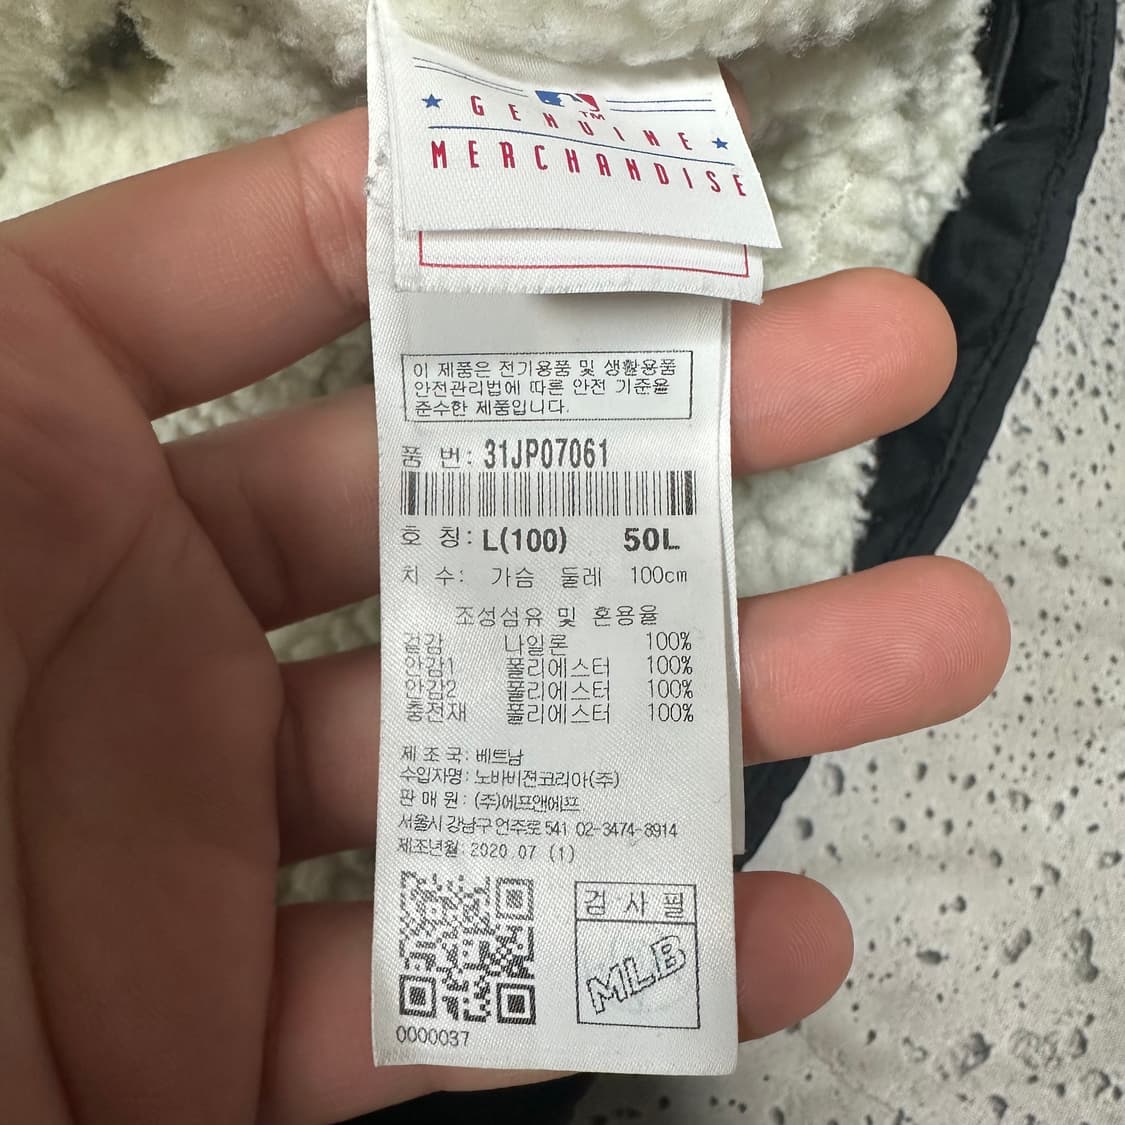 GENUINE
TM
MERCHANDISE
이 제품은 전기용품 및 생활용품
안전관리법에 따른 안전 기준을
준수한 제품입니다.
품 번: 31JP07061
호 칭: L(100) 50L
치 수: 가슴 둘레 100cm
조성섬유 및 혼용율
겉감 나일론 100%
안감1 폴리에스터 100%
안감2 폴리에스터 100%
충전재 폴리에스터 100%
제 조 국: 베트남
수입자명: 노바비젼코리아(주)
판 매 원: (주)에프앤에프
서울시 강남구 언주로 541 02-3474-8914
제조년월: 2020 07 (1)
검 사 필
MLB
0000037